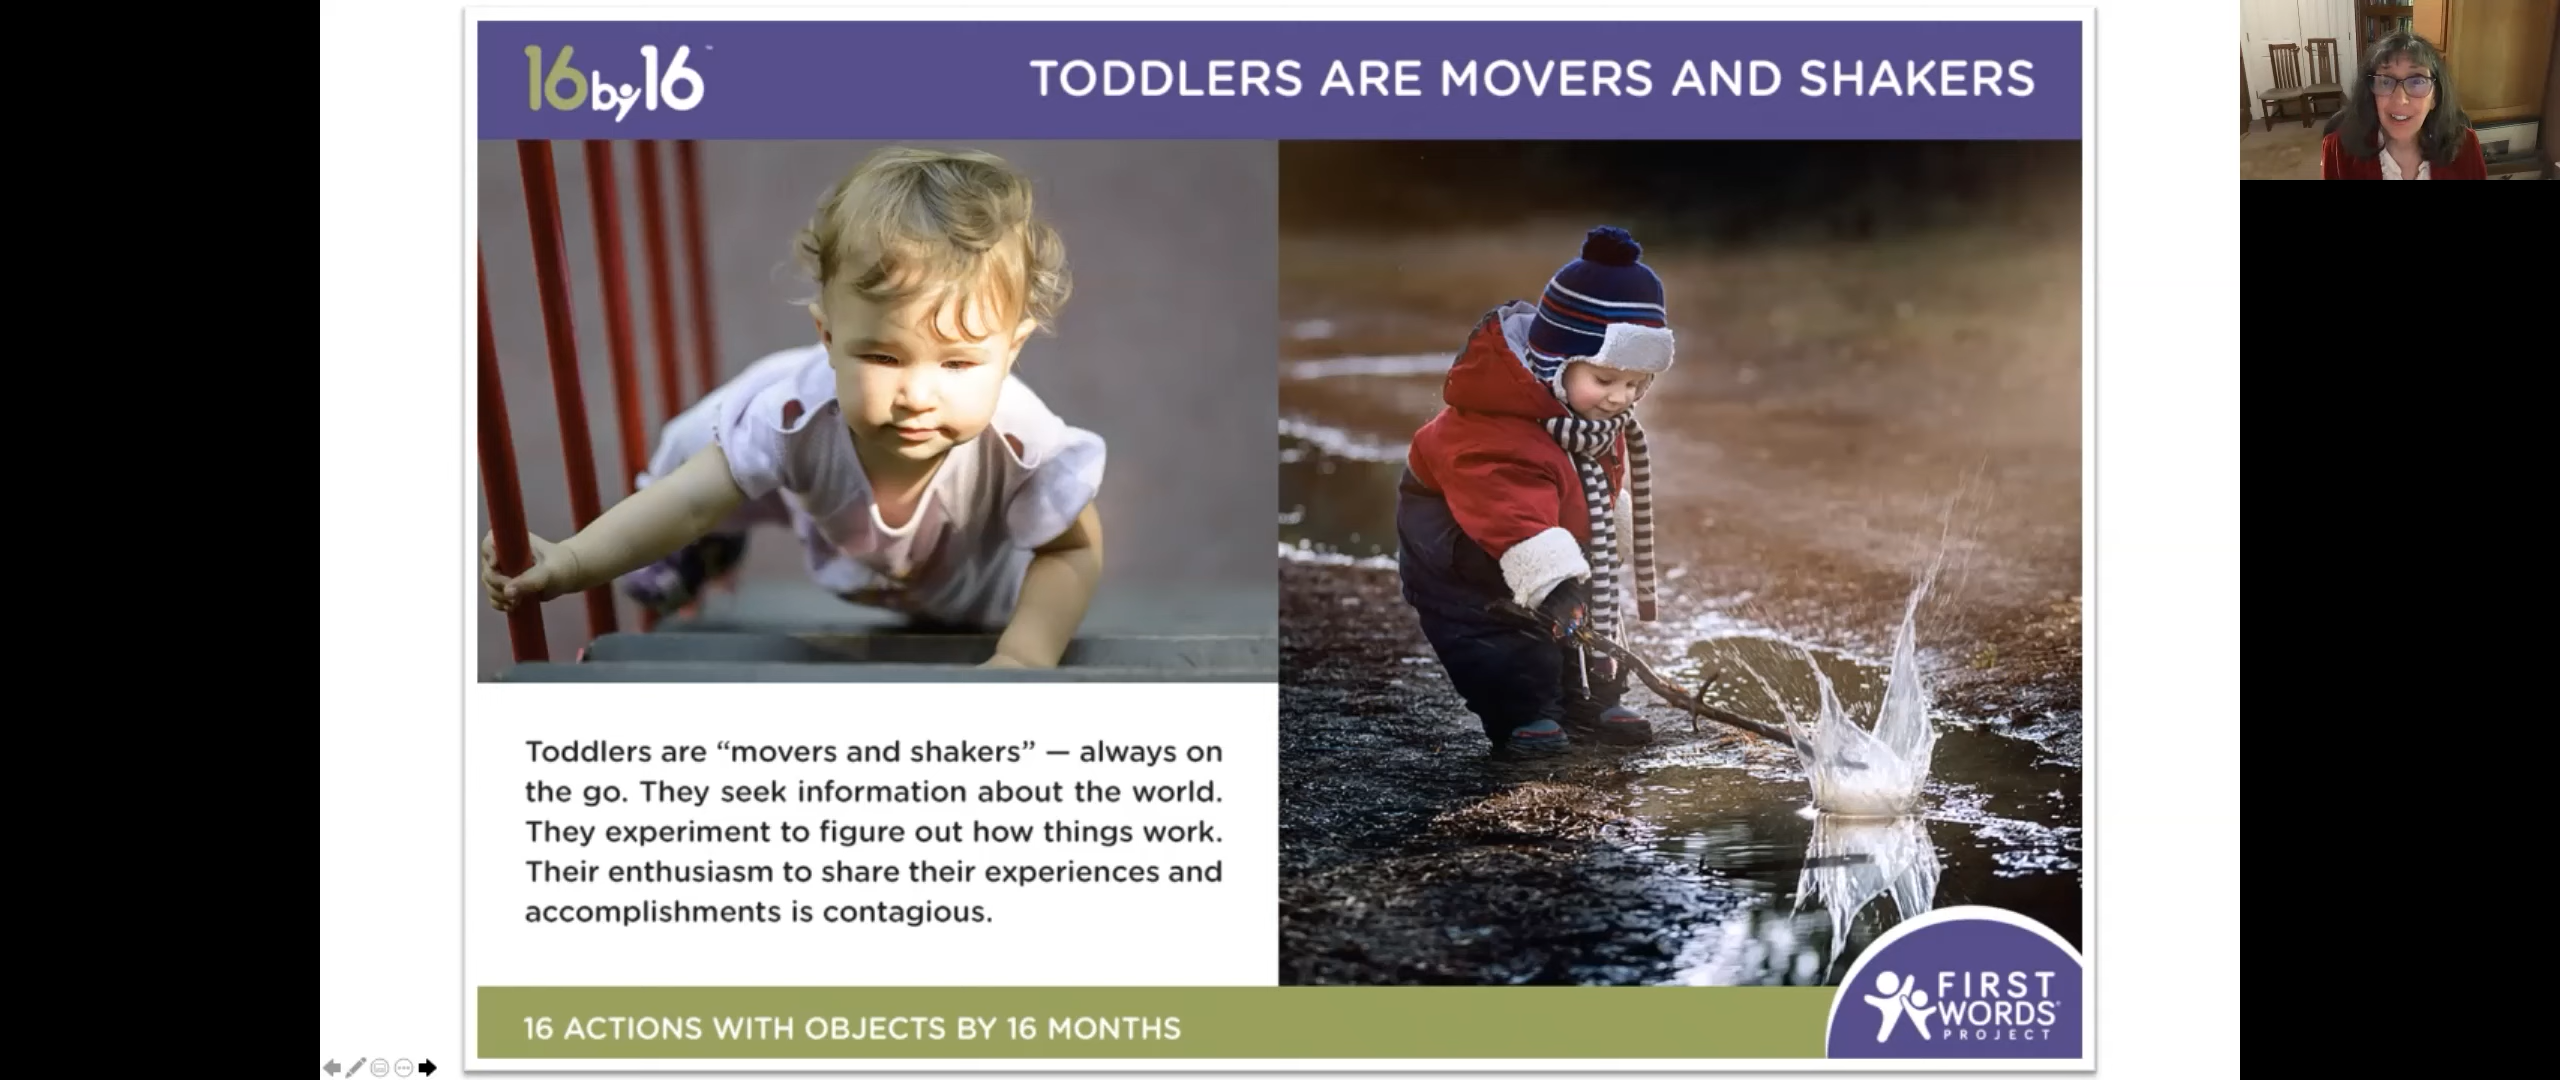 16by16™
TODDLERS ARE MOVERS AND SHAKERS
Toddlers are “movers and shakers” — always on
the go. They seek information about the world.
They experiment to figure out how things work.
Their enthusiasm to share their experiences and
accomplishments is contagious.
16 ACTIONS WITH OBJECTS BY 16 MONTHS
FIRST
WORDS®
PROJECT